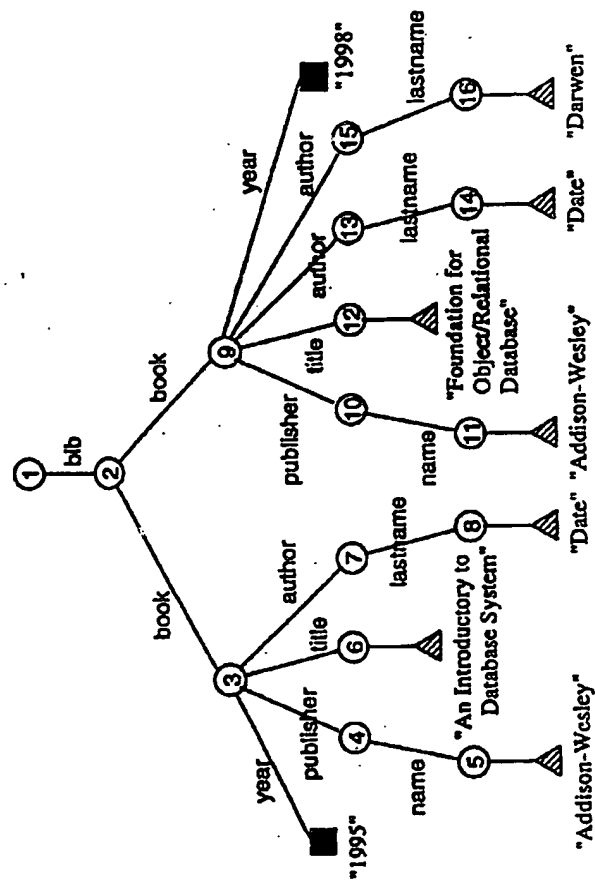 1
bib
2
book
book
3
9
year
publisher
title
author
publisher
title
author
author
year
"1995"
4
6
7
10
12
13
15
"1998"
name
lastname
name
lastname
lastname
5
"An Introductory to
Database System"
8
11
"Foundation for
Object/Relational
Database"
14
16
"Addison-Wesley"
"Date"
"Addison-Wesley"
"Date"
"Darwen"